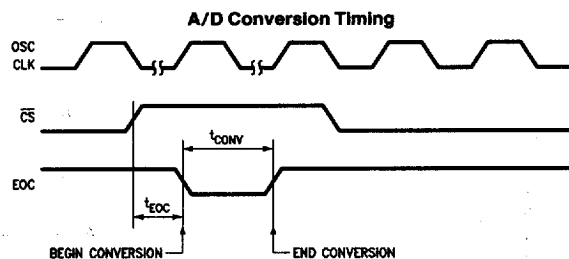 A/D Conversion Timing
OSC
CLK
CS
tCONV
EOC
tEOC
BEGIN CONVERSION
END CONVERSION